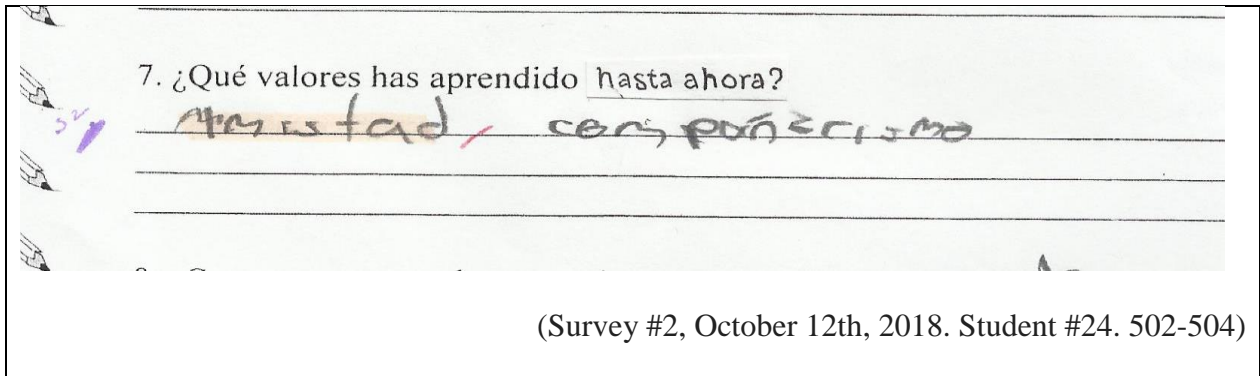 7. ¿Qué valores has aprendido hasta ahora?
Amistad, compañerismo
(Survey #2, October 12th, 2018. Student #24. 502-504)